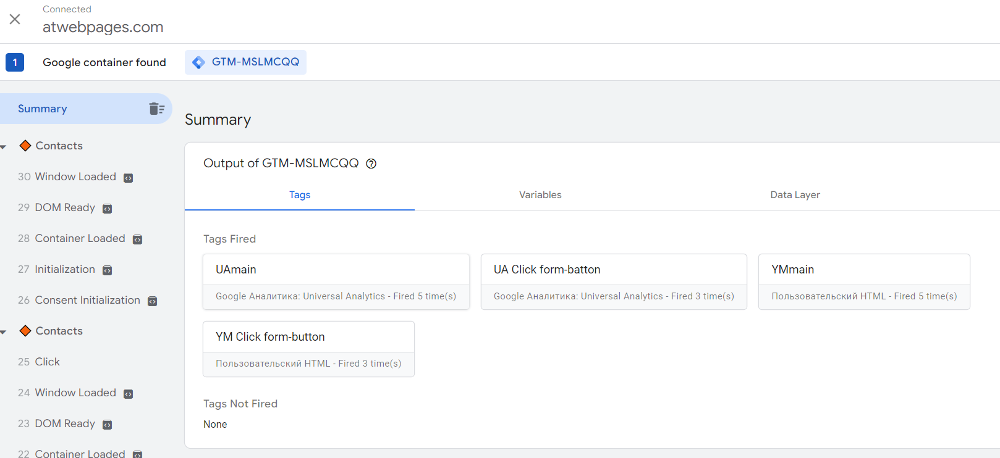 Connected
atwebpages.com
1 Google container found GTM-MSLMCQQ
Summary
Contacts
30 Window Loaded
29 DOM Ready
28 Container Loaded
27 Initialization
26 Consent Initialization
Contacts
25 Click
24 Window Loaded
23 DOM Ready
22 Container Loaded
Summary
Output of GTM-MSLMCQQ
Tags Variables Data Layer
Tags Fired
UAmain
Google Аналитика: Universal Analytics - Fired 5 time(s)
UA Click form-batton
Google Аналитика: Universal Analytics - Fired 3 time(s)
YMmain
Пользовательский HTML - Fired 5 time(s)
YM Click form-button
Пользовательский HTML - Fired 3 time(s)
Tags Not Fired
None